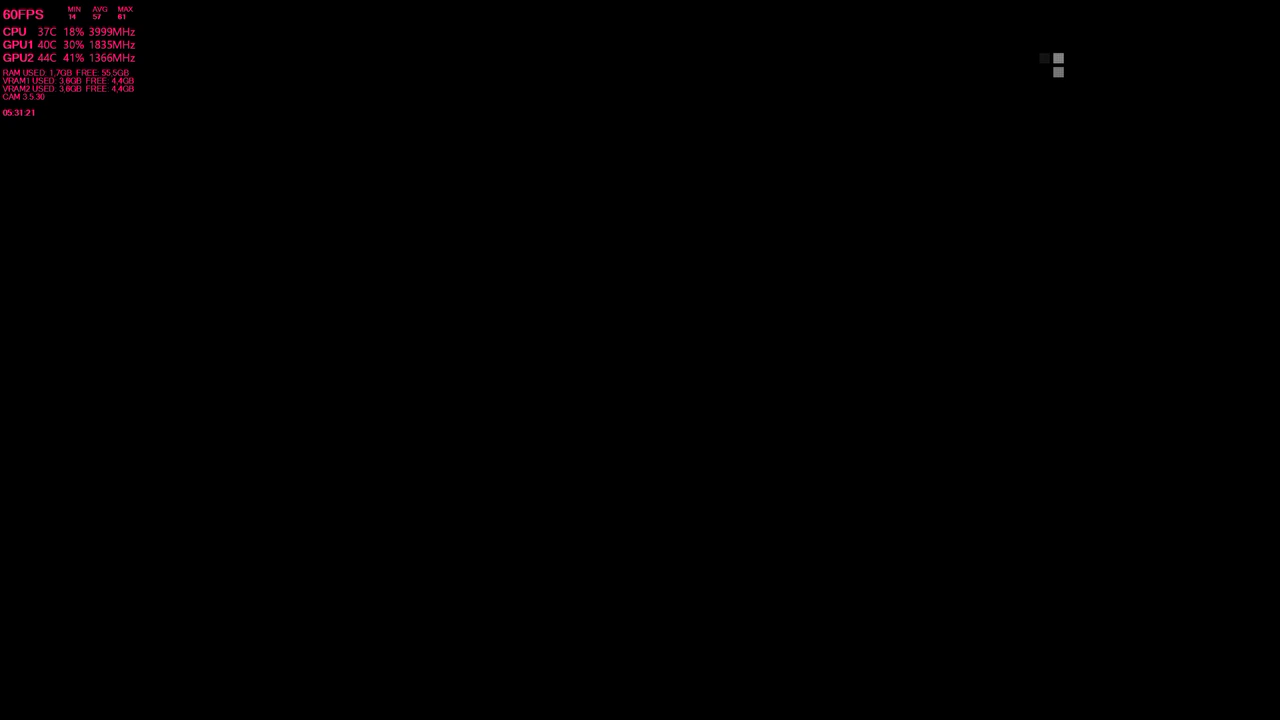 60FPS MIN AVG MAX
14 57 61
CPU 37C 18% 3999MHz
GPU1 40C 30% 1835MHz
GPU2 44C 41% 1366MHz
RAM USED: 1,7GB FREE: 55,5GB
VRAM1 USED: 3,6GB FREE: 4,4GB
VRAM2 USED: 3,6GB FREE: 4,4GB
CAM 3.5.30
05:31:21